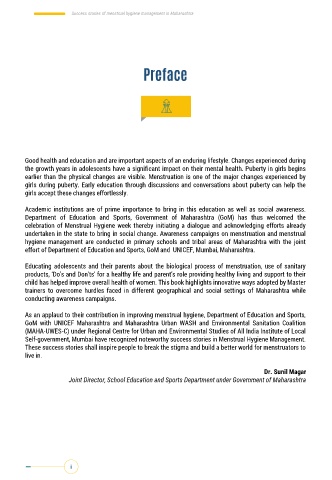 Success stories of menstrual hygiene management in Maharashtra
Preface
Good health and education and are important aspects of an enduring lifestyle. Changes experienced during
the growth years in adolescents have a significant impact on their mental health. Puberty in girls begins
earlier than the physical changes are visible. Menstruation is one of the major changes experienced by
girls during puberty. Early education through discussions and conversations about puberty can help the
girls accept these changes effortlessly.
Academic institutions are of prime importance to bring in this education as well as social awareness.
Department of Education and Sports, Government of Maharashtra (GoM) has thus welcomed the
celebration of Menstrual Hygiene week thereby initiating a dialogue and acknowledging efforts already
undertaken in the state to bring in social change. Awareness campaigns on menstruation and menstrual
hygiene management are conducted in primary schools and tribal areas of Maharashtra with the joint
effort of Department of Education and Sports, GoM and UNICEF, Mumbai, Maharashtra.
Educating adolescents and their parents about the biological process of menstruation, use of sanitary
products, 'Do's and Don'ts' for a healthy life and parent's role providing healthy living and support to their
child has helped improve overall health of women. This book highlights innovative ways adopted by Master
trainers to overcome hurdles faced in different geographical and social settings of Maharashtra while
conducting awareness campaigns.
As an applaud to their contribution in improving menstrual hygiene, Department of Education and Sports,
GoM with UNICEF Maharashtra and Maharashtra Urban WASH and Environmental Sanitation Coalition
(MAHA-UWES-C) under Regional Centre for Urban and Environmental Studies of All India Institute of Local
Self-government, Mumbai have recognized noteworthy success stories in Menstrual Hygiene Management.
These success stories shall inspire people to break the stigma and build a better world for menstruators to
live in.
Dr. Sunil Magar
Joint Director, School Education and Sports Department under Government of Maharashtra